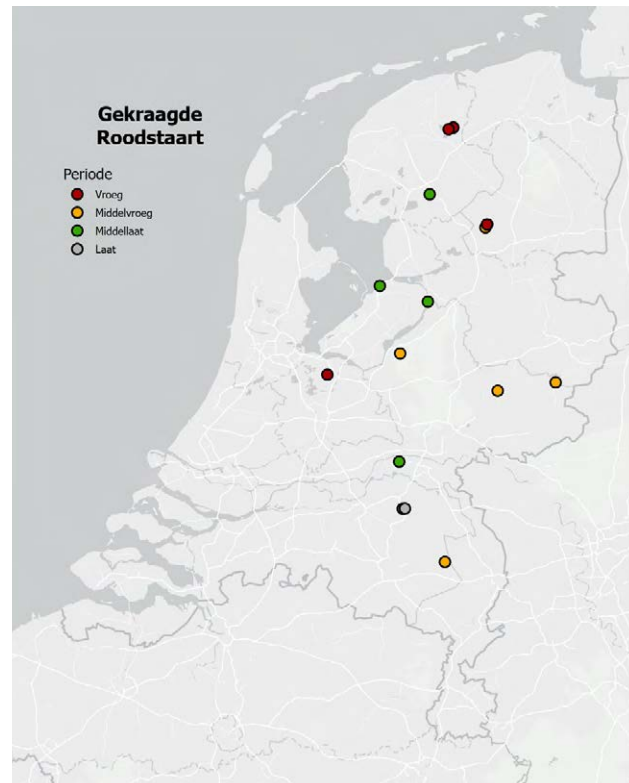 Gekraagde
Roodstaart
Periode
Vroeg
Middelvroeg
Middellaat
Laat